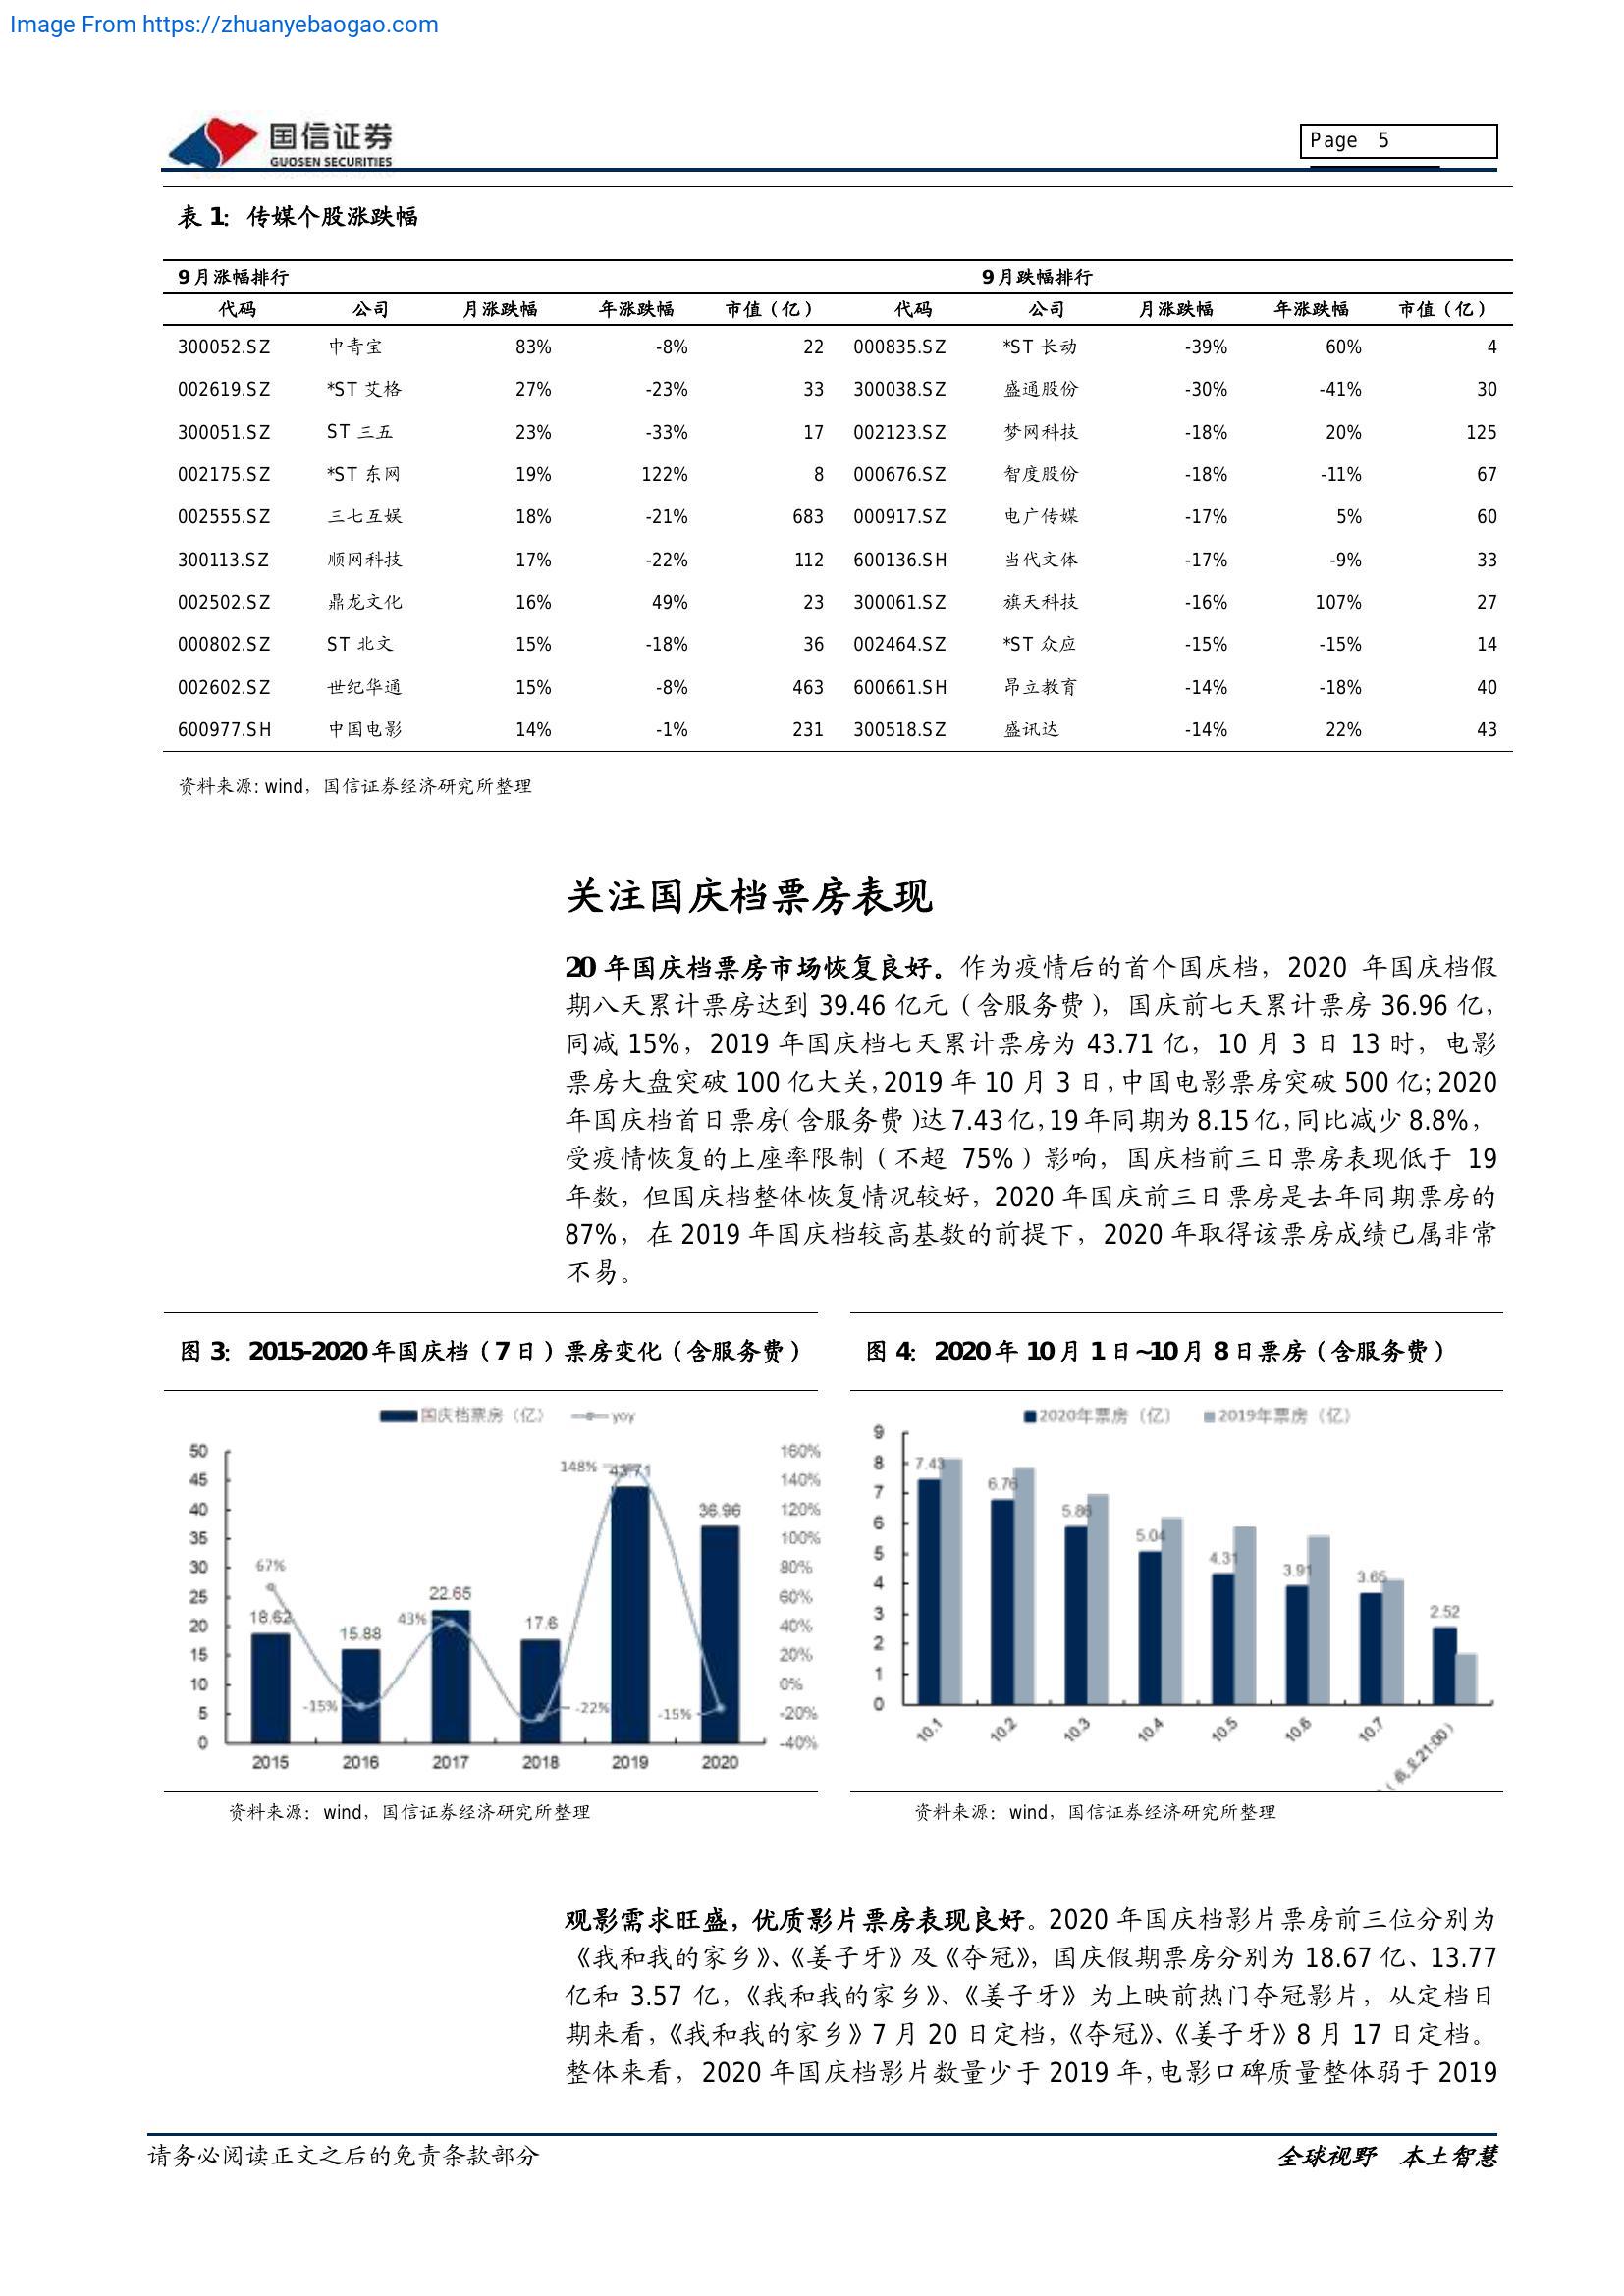 Image From https://zhuanyebaogao.com
国信证券
GUOSEN SECURITIES
Page 5
表 1：传媒个股涨跌幅
9月涨幅排行 9月跌幅排行
代码 公司 月涨跌幅 年涨跌幅 市值（亿） 代码 公司 月涨跌幅 年涨跌幅 市值（亿）
300052.SZ 中青宝 83% -8% 22 000835.SZ *ST 长动 -39% 60% 4
002619.SZ *ST 艾格 27% -23% 33 300038.SZ 盛通股份 -30% -41% 30
300051.SZ ST 三五 23% -33% 17 002123.SZ 梦网科技 -18% 20% 125
002175.SZ *ST 东网 19% 122% 8 000676.SZ 智度股份 -18% -11% 67
002555.SZ 三七互娱 18% -21% 683 000917.SZ 电广传媒 -17% 5% 60
300113.SZ 顺网科技 17% -22% 112 600136.SH 当代文体 -17% -9% 33
002502.SZ 鼎龙文化 16% 49% 23 300061.SZ 旗天科技 -16% 107% 27
000802.SZ ST 北文 15% -18% 36 002464.SZ *ST 众应 -15% -15% 14
002602.SZ 世纪华通 15% -8% 463 600661.SH 昂立教育 -14% -18% 40
600977.SH 中国电影 14% -1% 231 300518.SZ 盛讯达 -14% 22% 43
资料来源: wind，国信证券经济研究所整理
关注国庆档票房表现
20 年国庆档票房市场恢复良好。作为疫情后的首个国庆档，2020 年国庆档假
期八天累计票房达到 39.46 亿元（含服务费），国庆前七天累计票房 36.96 亿，
同减 15%，2019 年国庆档七天累计票房为 43.71 亿，10 月 3 日 13 时，电影
票房大盘突破 100 亿大关，2019 年 10 月 3 日，中国电影票房突破 500 亿；2020
年国庆档首日票房（含服务费）达 7.43 亿，19 年同期为 8.15 亿，同比减少 8.8%，
受疫情恢复的上座率限制（不超 75%）影响，国庆档前三日票房表现低于 19
年数，但国庆档整体恢复情况较好，2020 年国庆前三日票房是去年同期票房的
87%，在 2019 年国庆档较高基数的前提下，2020 年取得该票房成绩已属非常
不易。
图 3：2015-2020 年国庆档（7 日）票房变化（含服务费）
国庆档票房（亿） yoy
50 45 40 35 30 25 20 15 10 5 0
160% 140% 120% 100% 80% 60% 40% 20% 0% -20% -40%
18.62 15.88 22.65 17.6 43.71 36.96
67% -15% 43% -22% 148% -15%
2015 2016 2017 2018 2019 2020
资料来源：wind，国信证券经济研究所整理
图 4：2020 年 10 月 1 日~10 月 8 日票房（含服务费）
2020年票房（亿） 2019年票房（亿）
9 8 7 6 5 4 3 2 1 0
7.43 6.76 5.86 5.04 4.31 3.91 3.65 2.52
10.1 10.2 10.3 10.4 10.5 10.6 10.7 （截至21:00）
资料来源：wind，国信证券经济研究所整理
观影需求旺盛，优质影片票房表现良好。2020 年国庆档影片票房前三位分别为
《我和我的家乡》、《姜子牙》及《夺冠》，国庆假期票房分别为 18.67 亿、13.77
亿和 3.57 亿，《我和我的家乡》、《姜子牙》为上映前热门夺冠影片，从定档日
期来看，《我和我的家乡》7 月 20 日定档，《夺冠》、《姜子牙》8 月 17 日定档。
整体来看，2020 年国庆档影片数量少于 2019 年，电影口碑质量整体弱于 2019
请务必阅读正文之后的免责条款部分
全球视野 本土智慧